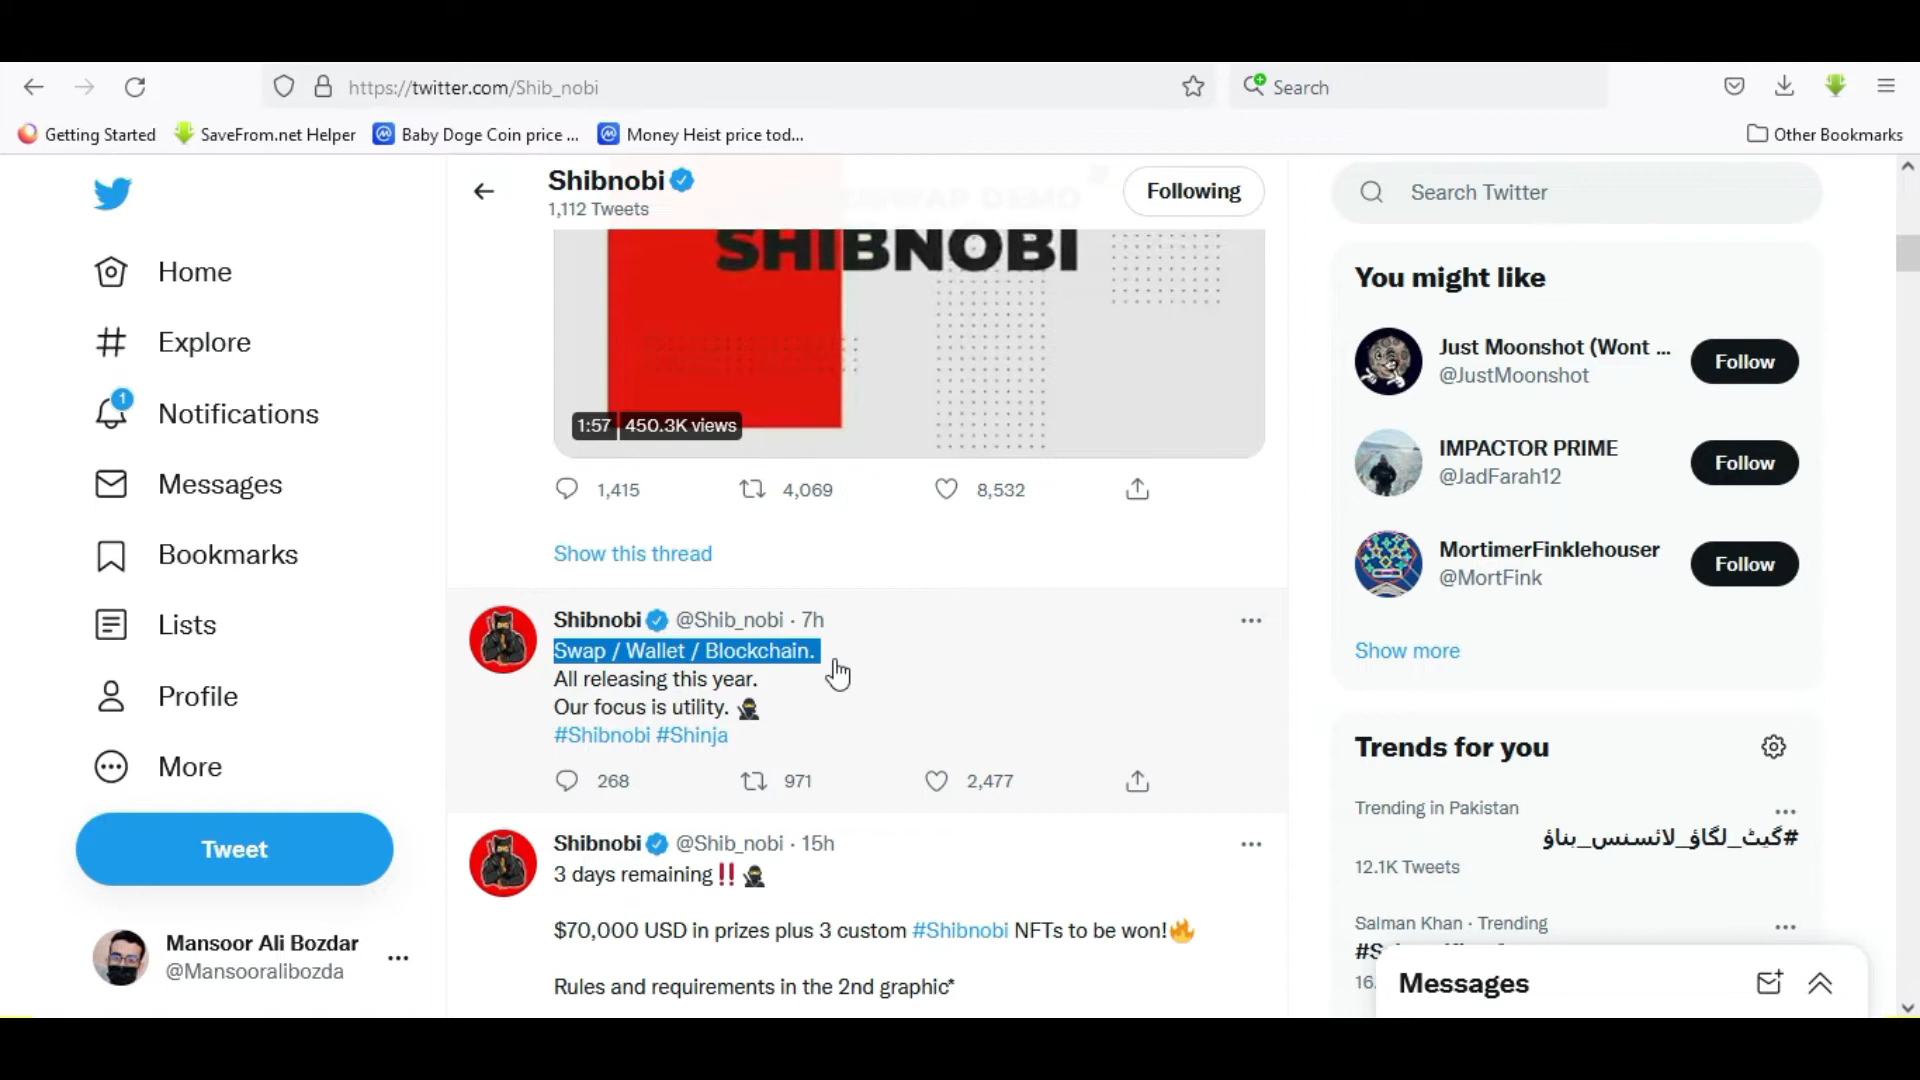 https://twitter.com/Shib_nobi
Search
Getting Started
SaveFrom.net Helper
Baby Doge Coin price ...
Money Heist price tod...
Other Bookmarks
Home
Explore
1
Notifications
Messages
Bookmarks
Lists
Profile
More
Tweet
Mansoor Ali Bozdar
@Mansooralibozda
Shibnobi
1,112 Tweets
Following
DEMO
SHIBNOBI
1:57 450.3K views
1,415 4,069 8,532
Show this thread
Shibnobi @Shib_nobi · 7h
Swap / Wallet / Blockchain.
All releasing this year.
Our focus is utility.
#Shibnobi #Shinja
268 971 2,477
Shibnobi @Shib_nobi · 15h
3 days remaining‼
$70,000 USD in prizes plus 3 custom #Shibnobi NFTs to be won!
Rules and requirements in the 2nd graphic*
Search Twitter
You might like
Just Moonshot (Wont ...
@JustMoonshot
Follow
IMPACTOR PRIME
@JadFarah12
Follow
MortimerFinklehouser
@MortFink
Follow
Show more
Trends for you
Trending in Pakistan
#گیٹ_لگاؤ_لائسنس_بناؤ
12.1K Tweets
Salman Khan · Trending
Messages